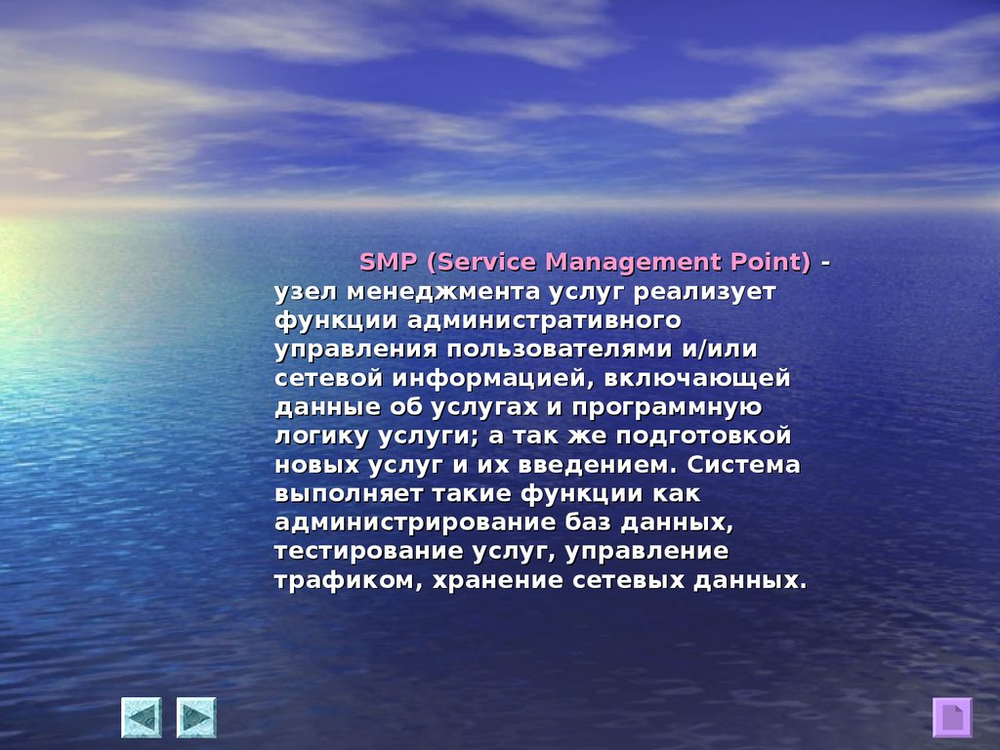 SMP (Service Management Point) -
узел менеджмента услуг реализует
функции административного
управления пользователями и/или
сетевой информацией, включающей
данные об услугах и программную
логику услуги; а так же подготовкой
новых услуг и их введением. Система
выполняет такие функции как
администрирование баз данных,
тестирование услуг, управление
трафиком, хранение сетевых данных.